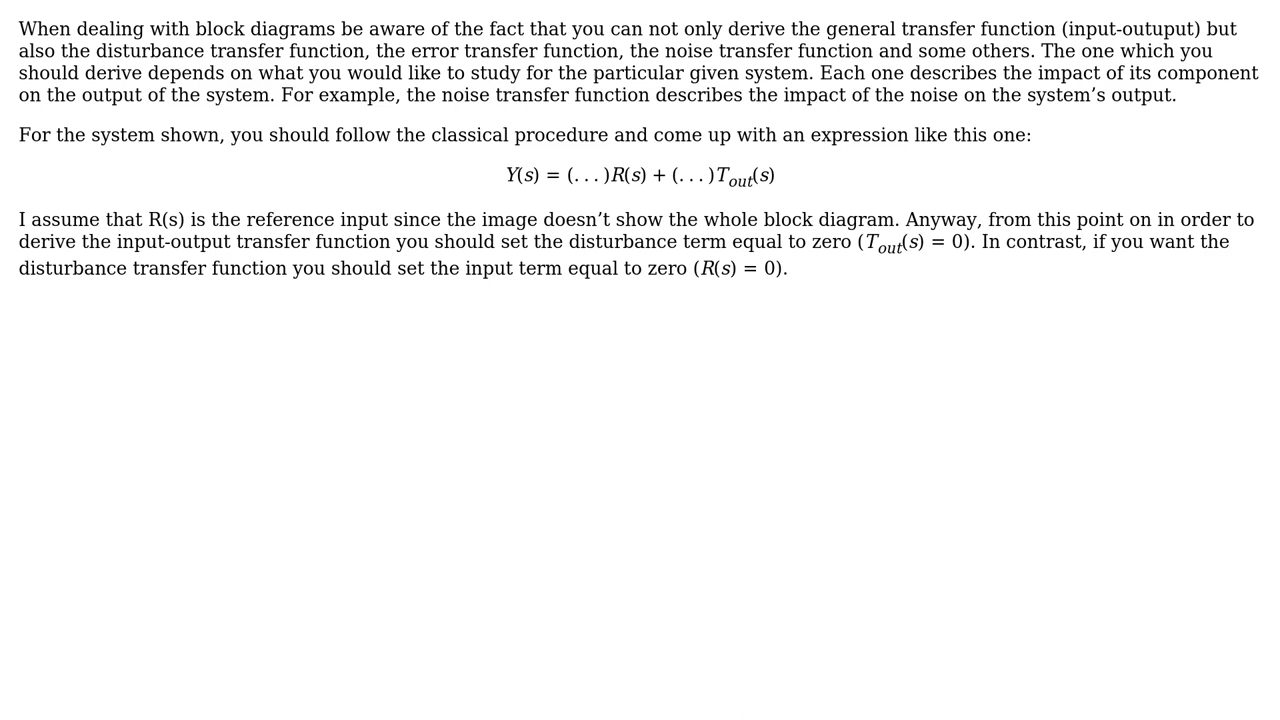 When dealing with block diagrams be aware of the fact that you can not only derive the general transfer function (input-outuput) but
also the disturbance transfer function, the error transfer function, the noise transfer function and some others. The one which you
should derive depends on what you would like to study for the particular given system. Each one describes the impact of its component
on the output of the system. For example, the noise transfer function describes the impact of the noise on the system’s output.
For the system shown, you should follow the classical procedure and come up with an expression like this one:
Y(s) = (. . . )R(s) + (. . . )T_out(s)
I assume that R(s) is the reference input since the image doesn’t show the whole block diagram. Anyway, from this point on in order to
derive the input-output transfer function you should set the disturbance term equal to zero (T_out(s) = 0). In contrast, if you want the
disturbance transfer function you should set the input term equal to zero (R(s) = 0).